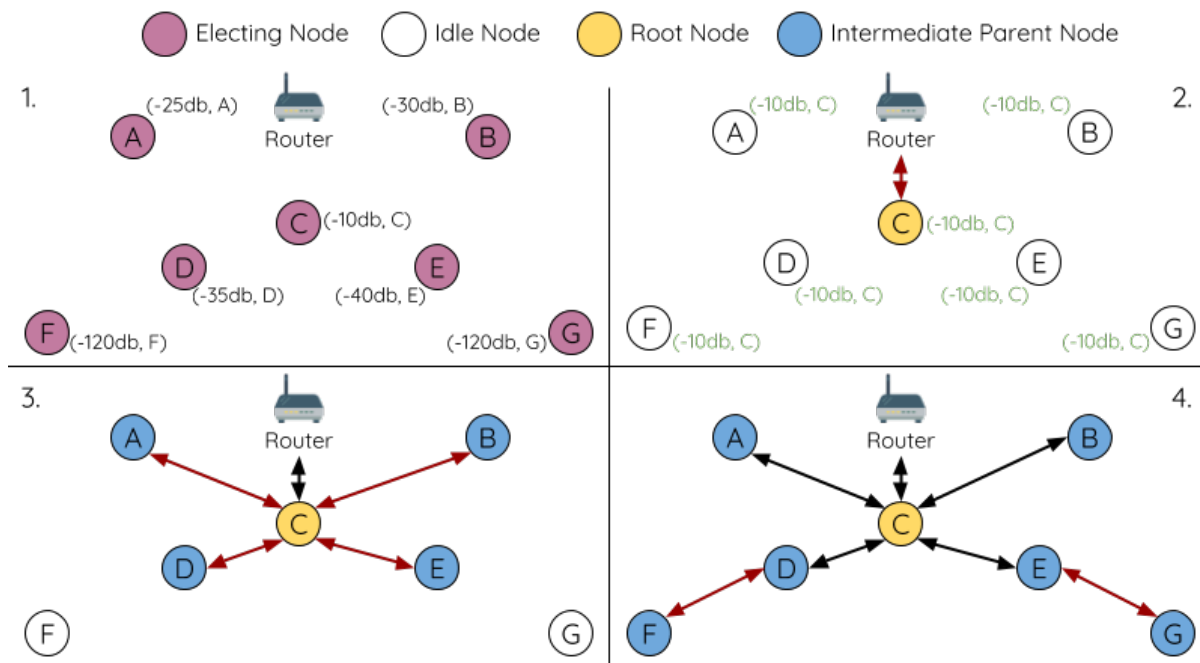 Electing Node
Idle Node
Root Node
Intermediate Parent Node
1.
(-25db, A)
A
Router
(-30db, B)
B
C
(-10db, C)
D
(-35db, D)
E
(-40db, E)
F
(-120db, F)
G
(-120db, G)
2.
(-10db, C)
A
Router
(-10db, C)
B
C
(-10db, C)
D
(-10db, C)
E
(-10db, C)
F
(-10db, C)
G
(-10db, C)
3.
A
Router
B
C
D
E
F
G
4.
A
Router
B
C
D
E
F
G